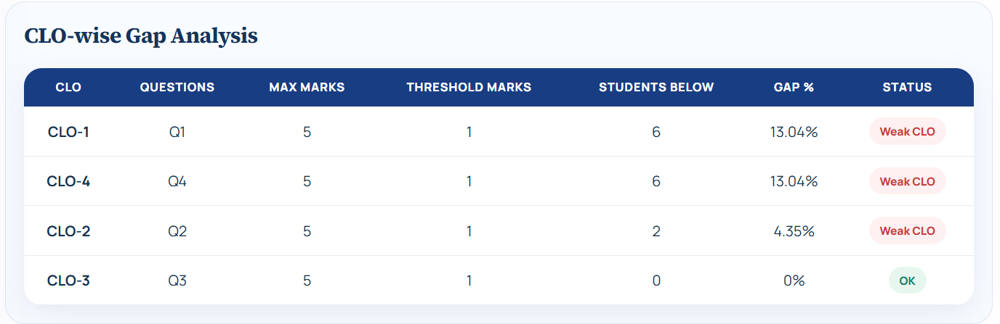 CLO-wise Gap Analysis
CLO QUESTIONS MAX MARKS THRESHOLD MARKS STUDENTS BELOW GAP % STATUS
CLO-1 Q1 5 1 6 13.04% Weak CLO
CLO-4 Q4 5 1 6 13.04% Weak CLO
CLO-2 Q2 5 1 2 4.35% Weak CLO
CLO-3 Q3 5 1 0 0% OK